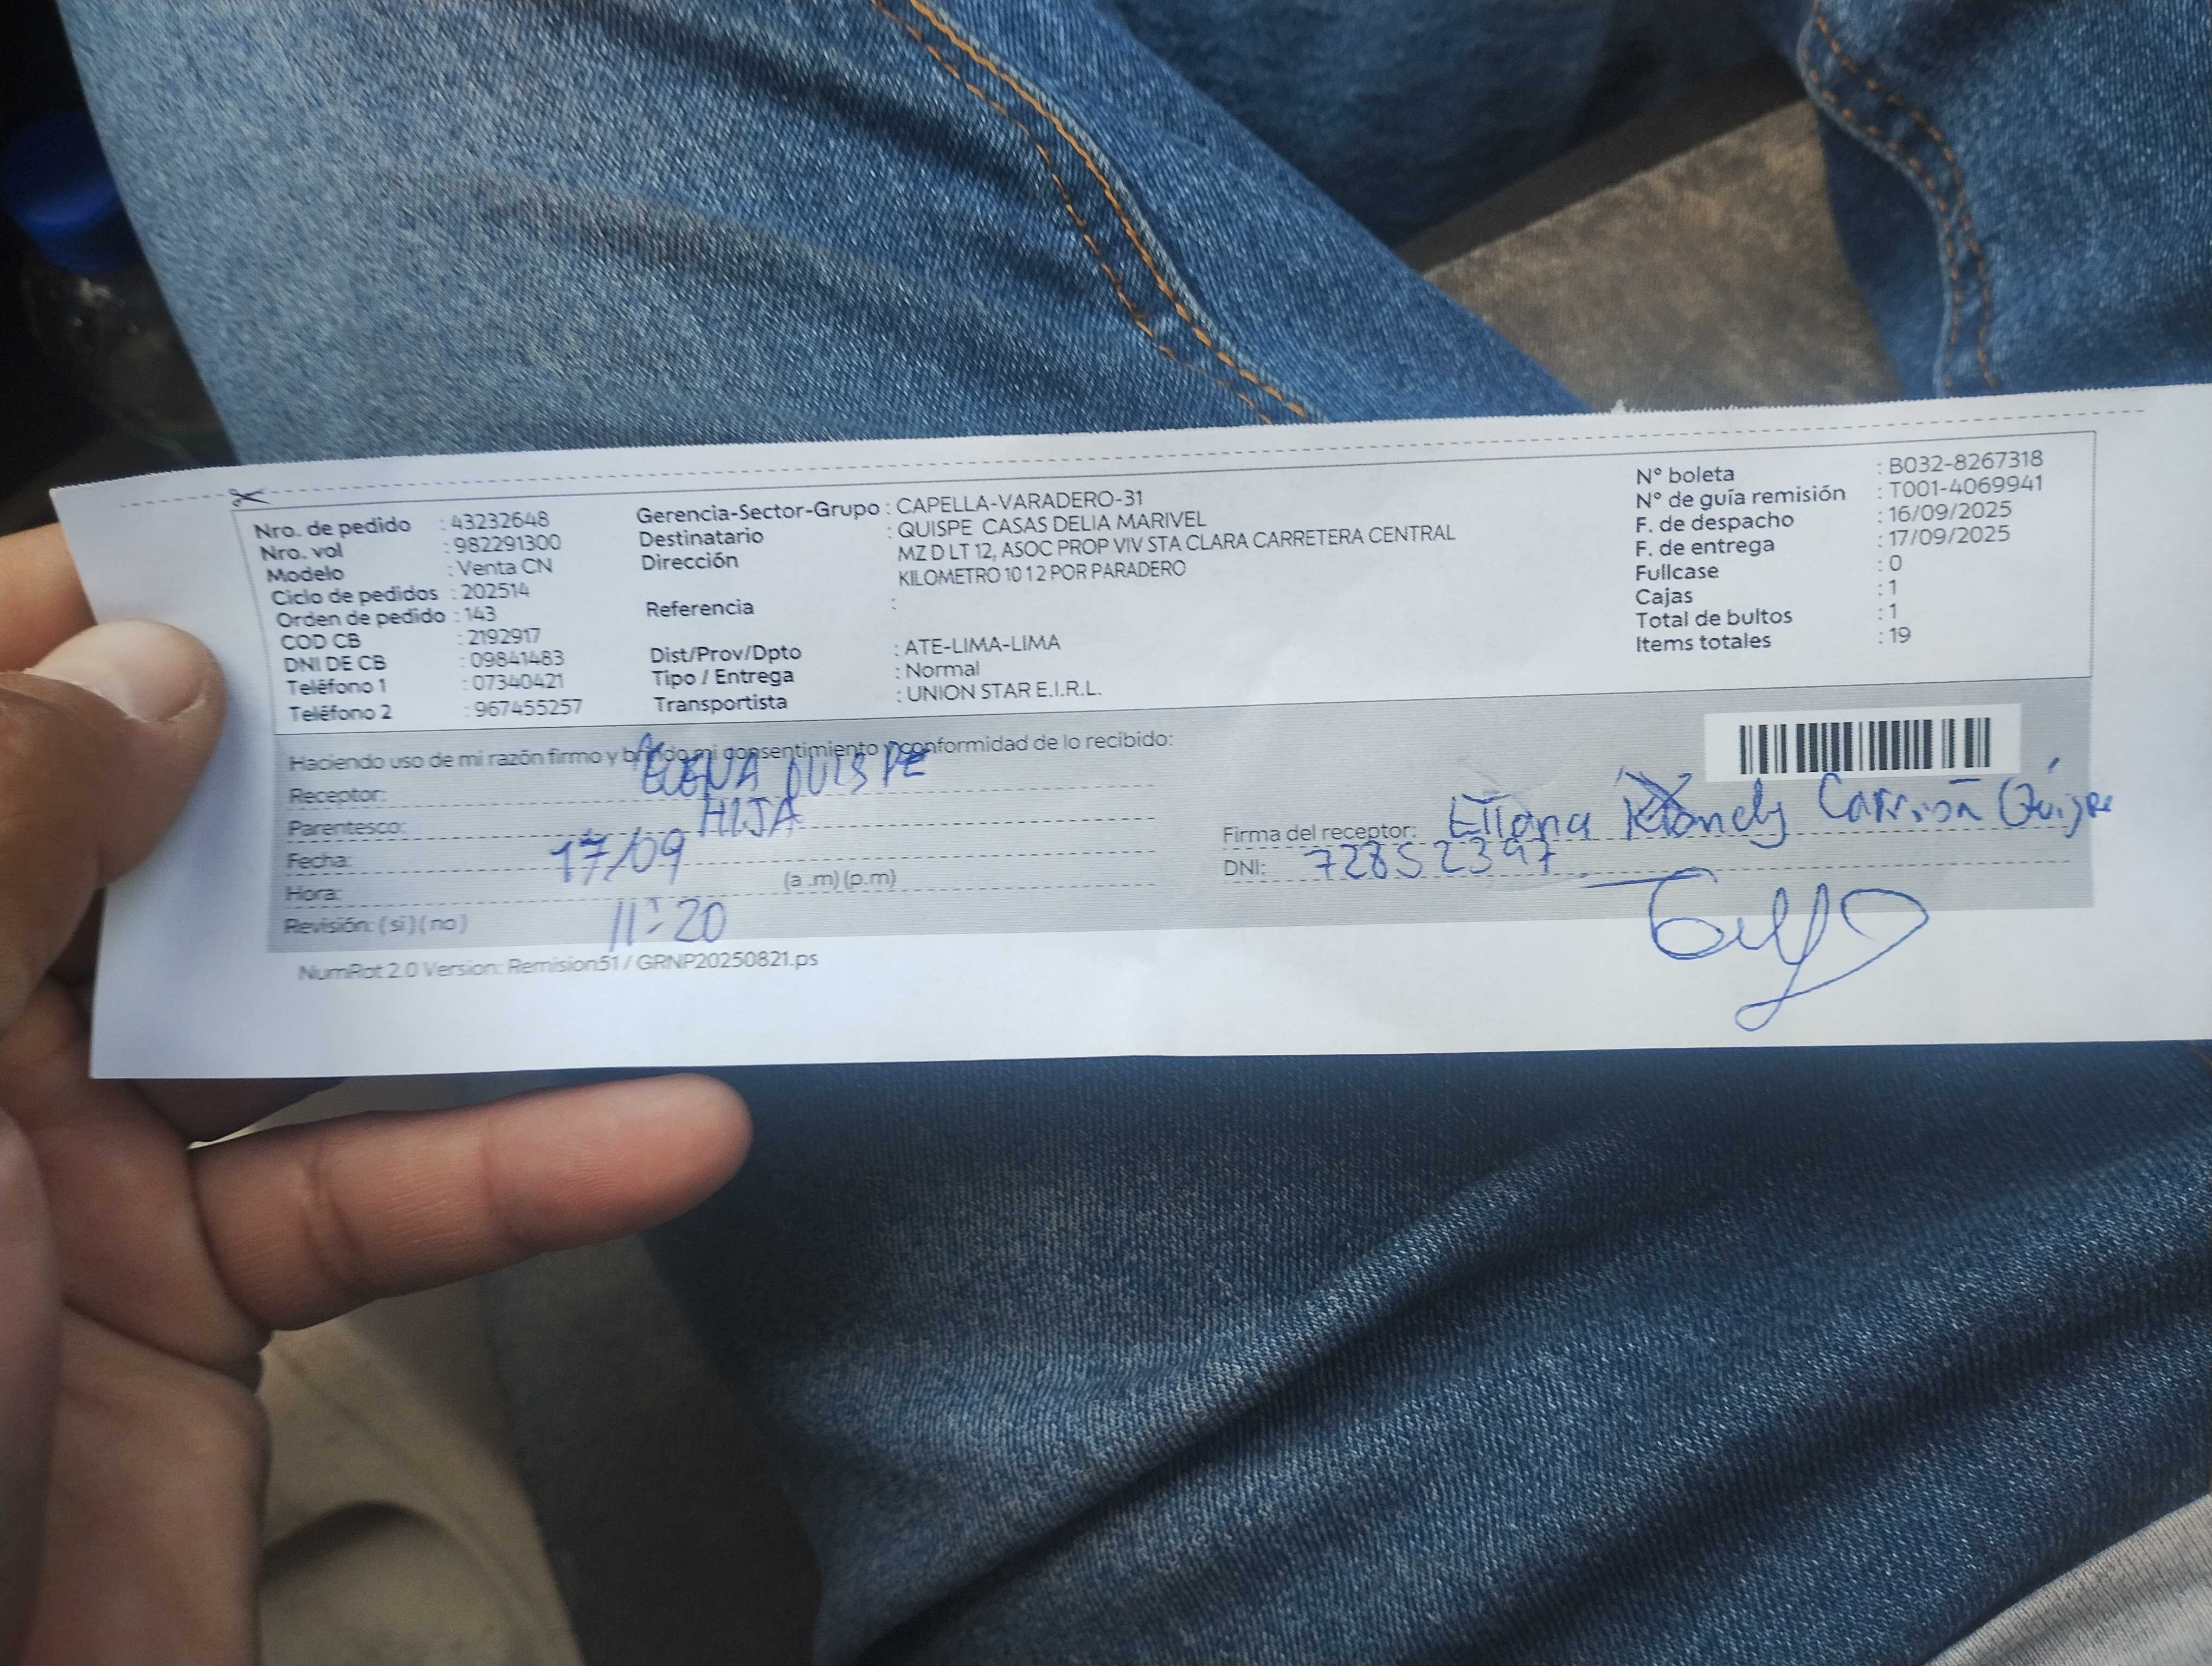 Nro. de pedido : 43232648
Nro. vol : 982291300
Modelo : Venta CN
Ciclo de pedidos : 202514
Orden de pedido : 143
COD CB : 2192917
DNI DE CB : 09841483
Teléfono 1 : 07340421
Teléfono 2 : 967455257
Gerencia-Sector-Grupo : CAPELLA-VARADERO-31
Destinatario : QUISPE CASAS DELIA MARIVEL
Dirección MZ D LT 12, ASOC PROP VIV STA CLARA CARRETERA CENTRAL
KILOMETRO 10 1 2 POR PARADERO
Referencia :
Dist/Prov/Dpto : ATE-LIMA-LIMA
Tipo / Entrega : Normal
Transportista : UNION STAR E.I.R.L.
N° boleta : B032-8267318
N° de guía remisión : T001-4069941
F. de despacho : 16/09/2025
F. de entrega : 17/09/2025
Fullcase : 0
Cajas : 1
Total de bultos : 1
Items totales : 19
Haciendo uso de mi razón firmo y brindo mi consentimiento y conformidad de lo recibido:
Receptor: QUISPE
Parentesco: HIJA
Fecha: 17/09
Hora: (a.m)(p.m)
Revisión: (si)(no) 11:20
Firma del receptor: Carrión Quispe
DNI: 72852397
NumRot 2.0 Version: Remision51 / GRNP20250821.ps